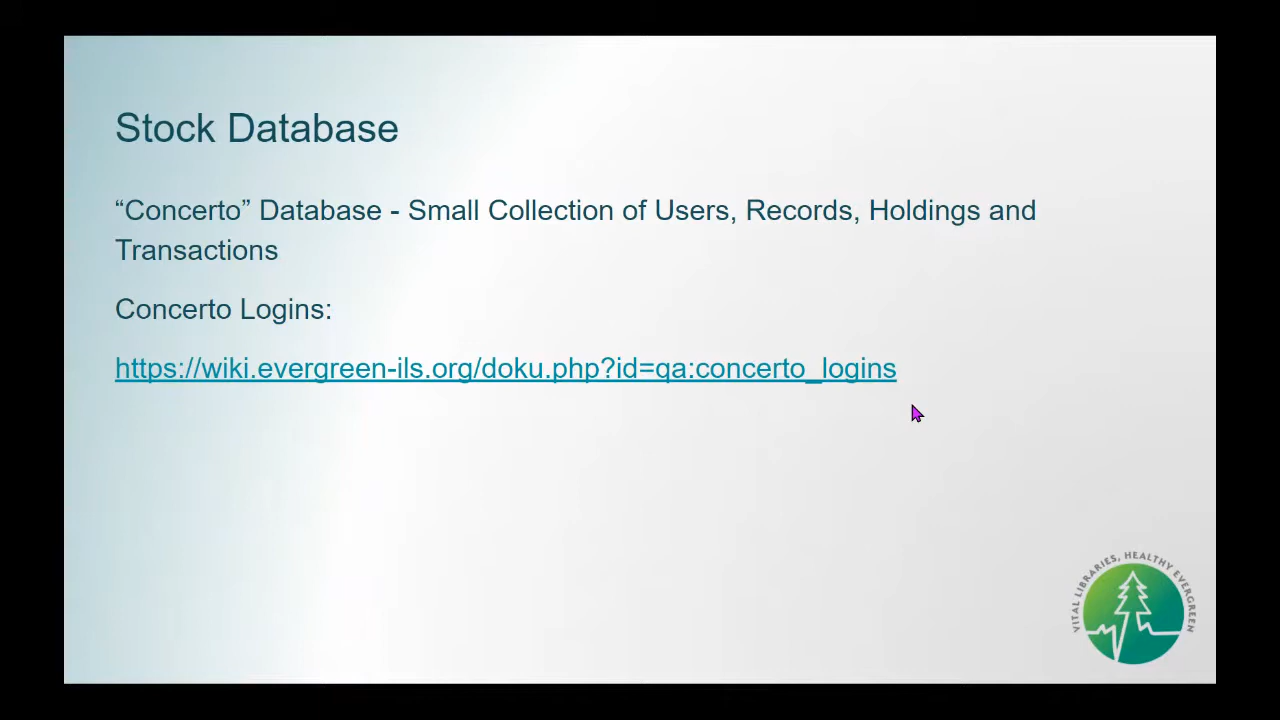 Stock Database
“Concerto” Database - Small Collection of Users, Records, Holdings and
Transactions
Concerto Logins:
https://wiki.evergreen-ils.org/doku.php?id=qa:concerto_logins
VITAL LIBRARIES, HEALTHY EVERGREEN